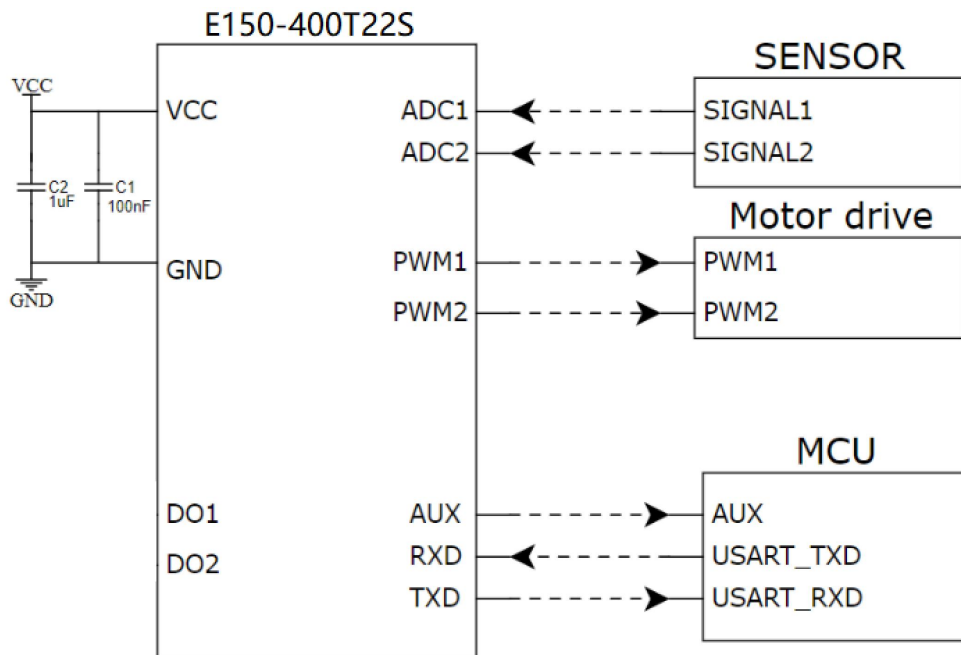 E150-400T22S
VCC
C2
1uF
C1
100nF
GND
VCC
GND
DO1
DO2
ADC1
ADC2
PWM1
PWM2
AUX
RXD
TXD
SENSOR
SIGNAL1
SIGNAL2
Motor drive
PWM1
PWM2
MCU
AUX
USART_TXD
USART_RXD